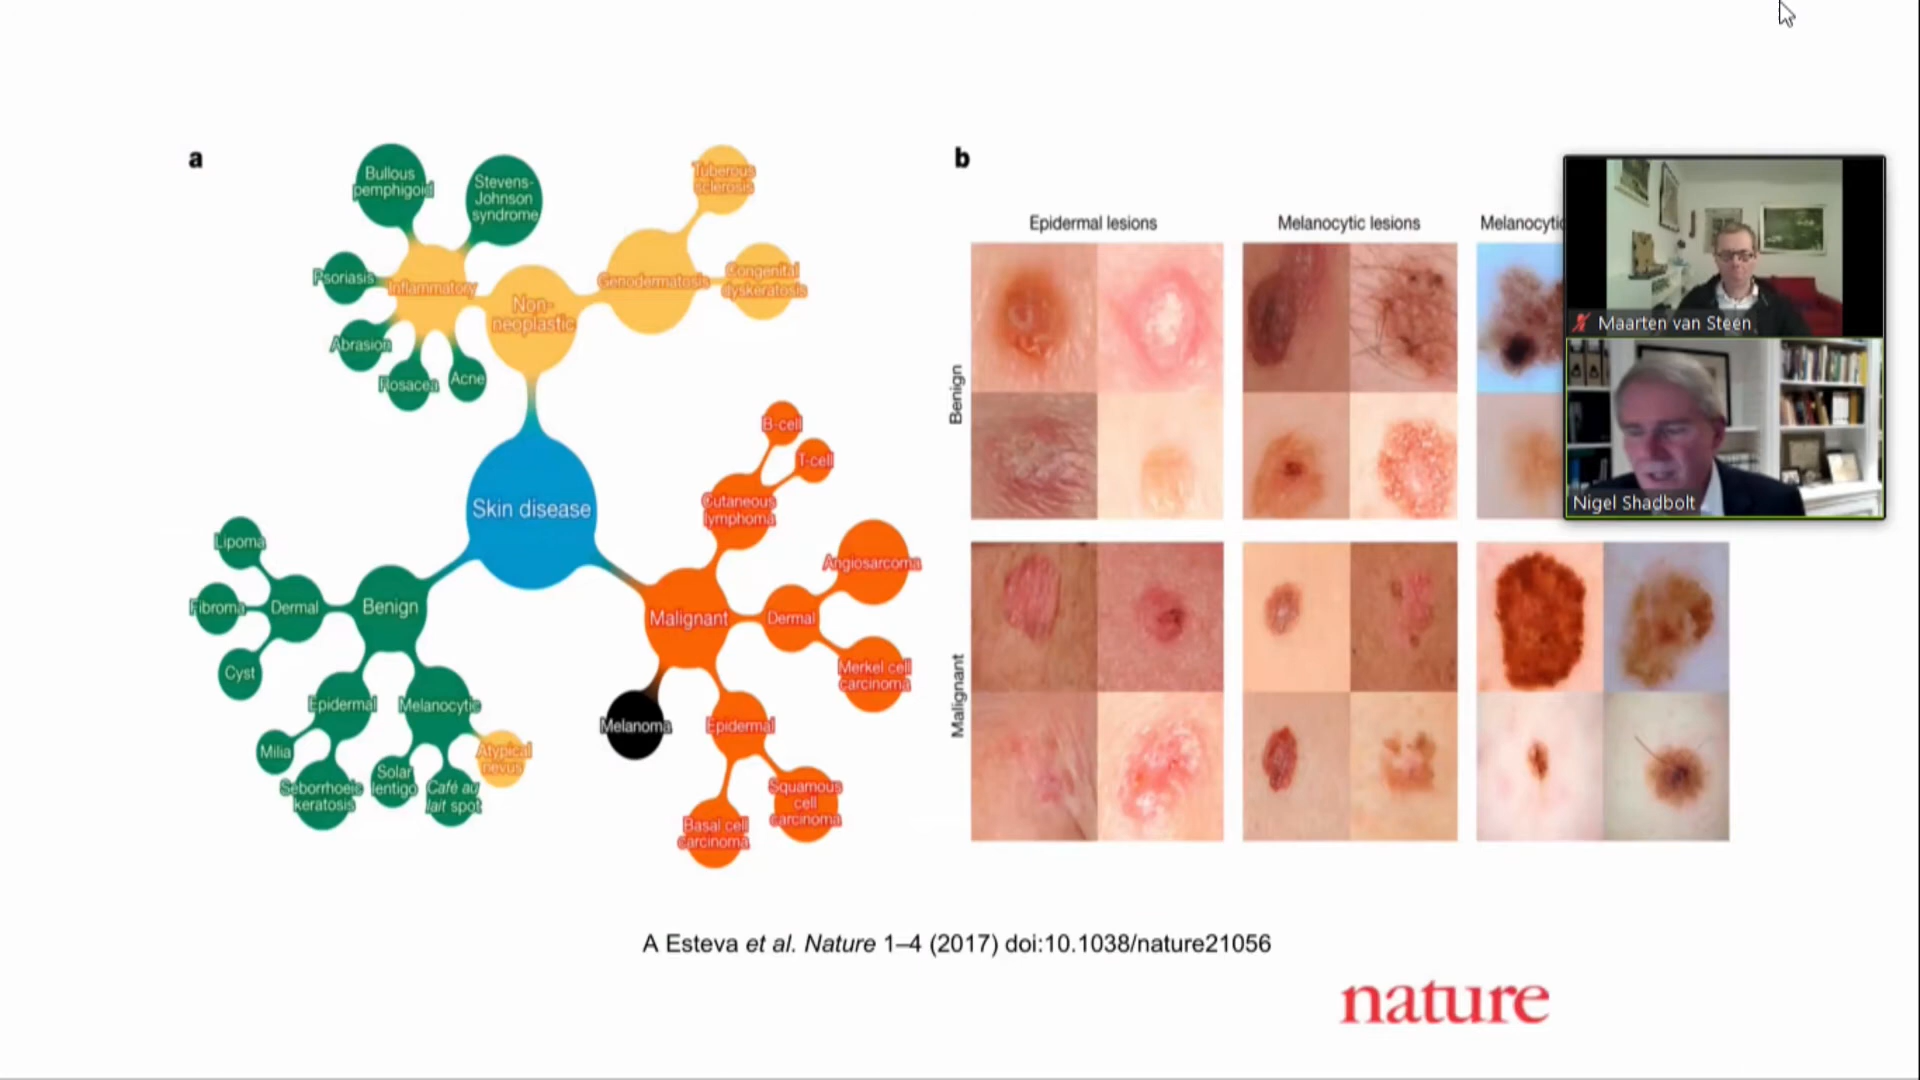 a
Bullous
pemphigoid
Stevens-
Johnson
syndrome
Tuberous
sclerosis
Psoriasis
Inflammatory
Non-
neoplastic
Genodermatosis
Congenital
dyskeratosis
Abrasion
Rosacea
Acne
Skin disease
B-cell
T-cell
Cutaneous
lymphoma
Lipoma
Fibroma
Dermal
Benign
Cyst
Malignant
Dermal
Angiosarcoma
Merkel cell
carcinoma
Epidermal
Melanocytic
Milia
Seborrhoeic
keratosis
Solar
lentigo
Café au
lait spot
Atypical
nevus
Melanoma
Epidermal
Squamous
cell
carcinoma
Basal cell
carcinoma
b
Epidermal lesions
Melanocytic lesions
Melanocytic
Benign
Malignant
Maarten van Steen
Nigel Shadbolt
A Esteva et al. Nature 1–4 (2017) doi:10.1038/nature21056
nature